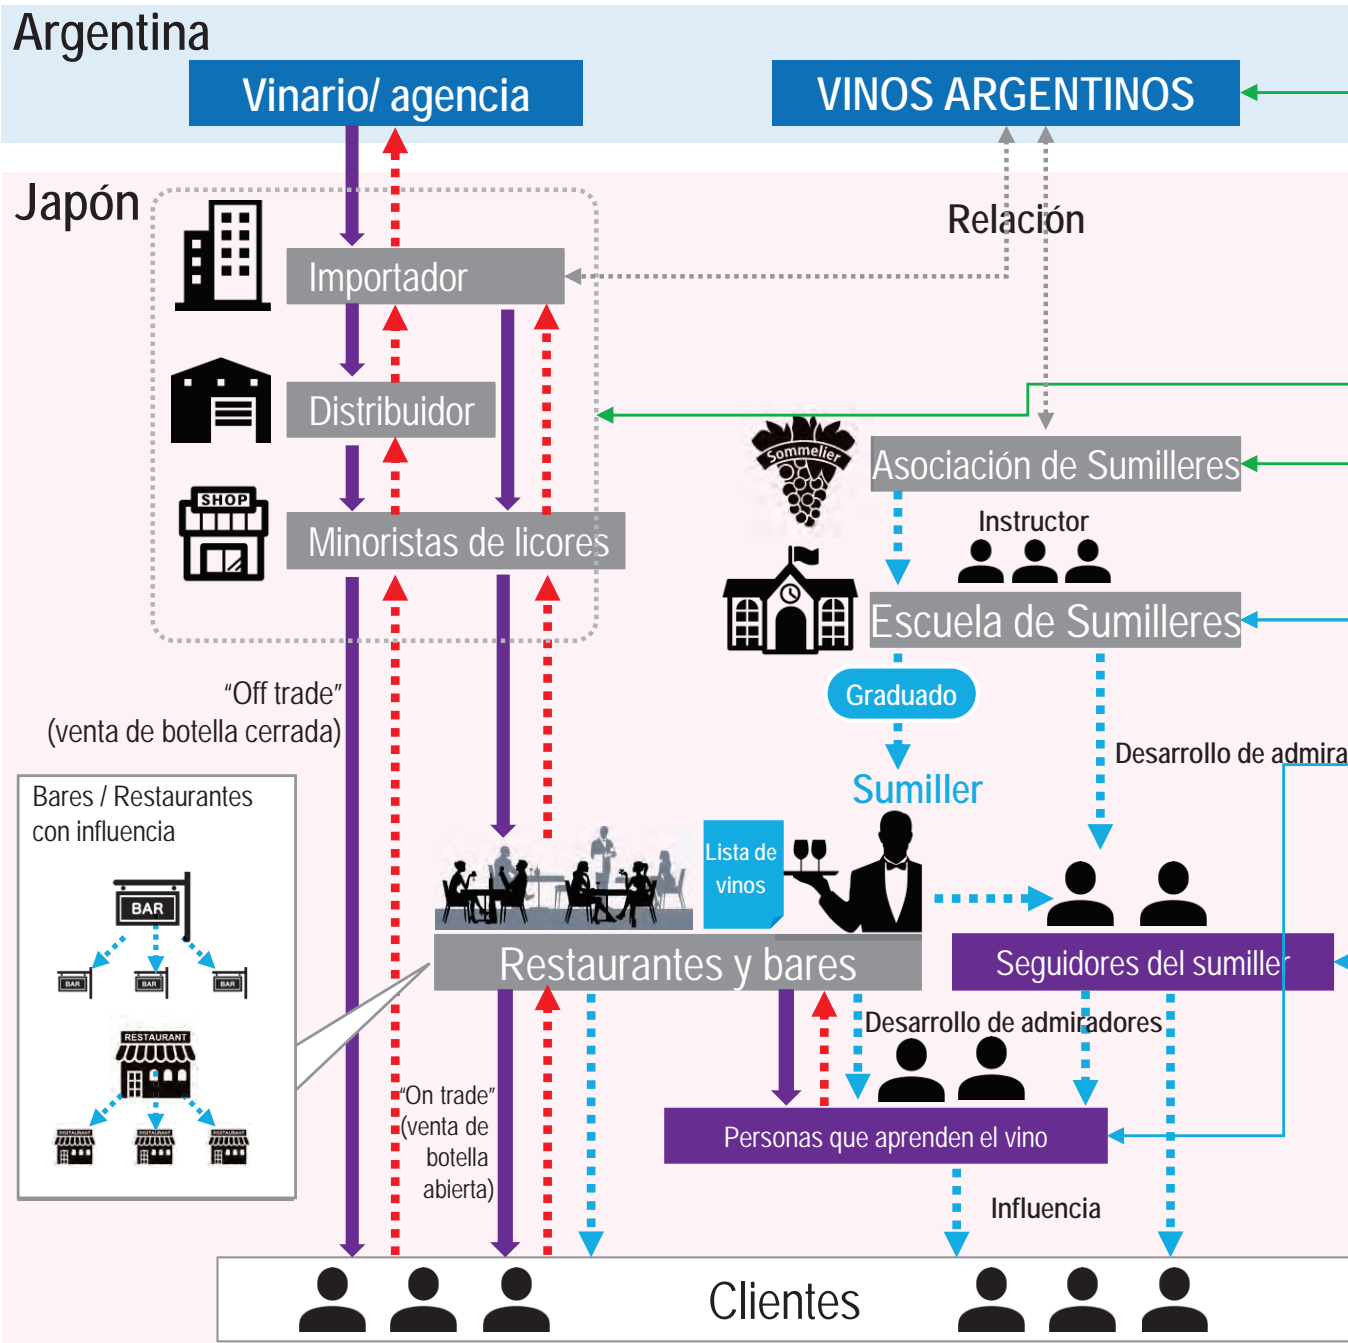 Argentina
Vinario/ agencia
VINOS ARGENTINOS
Japón
Relación
Importador
Distribuidor
Sommelier
Asociación de Sumilleres
SHOP
Instructor
Minoristas de licores
Escuela de Sumilleres
Graduado
“Off trade”
(venta de botella cerrada)
Desarrollo de admira
Sumiller
Bares / Restaurantes
con influencia
Lista de
vinos
BAR
BAR
BAR
BAR
Restaurantes y bares
Seguidores del sumiller
Desarrollo de admiradores
RESTAURANT
RESTAURANT
RESTAURANT
RESTAURANT
“On trade”
(venta de
botella
abierta)
Personas que aprenden el vino
Influencia
Clientes